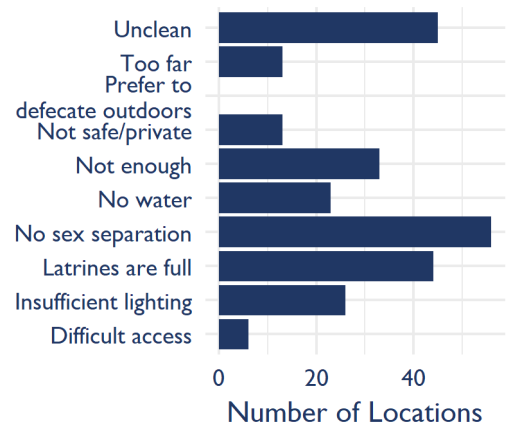 Unclean
Too far
Prefer to
defecate outdoors
Not safe/private
Not enough
No water
No sex separation
Latrines are full
Insufficient lighting
Difficult access
0 20 40
Number of Locations